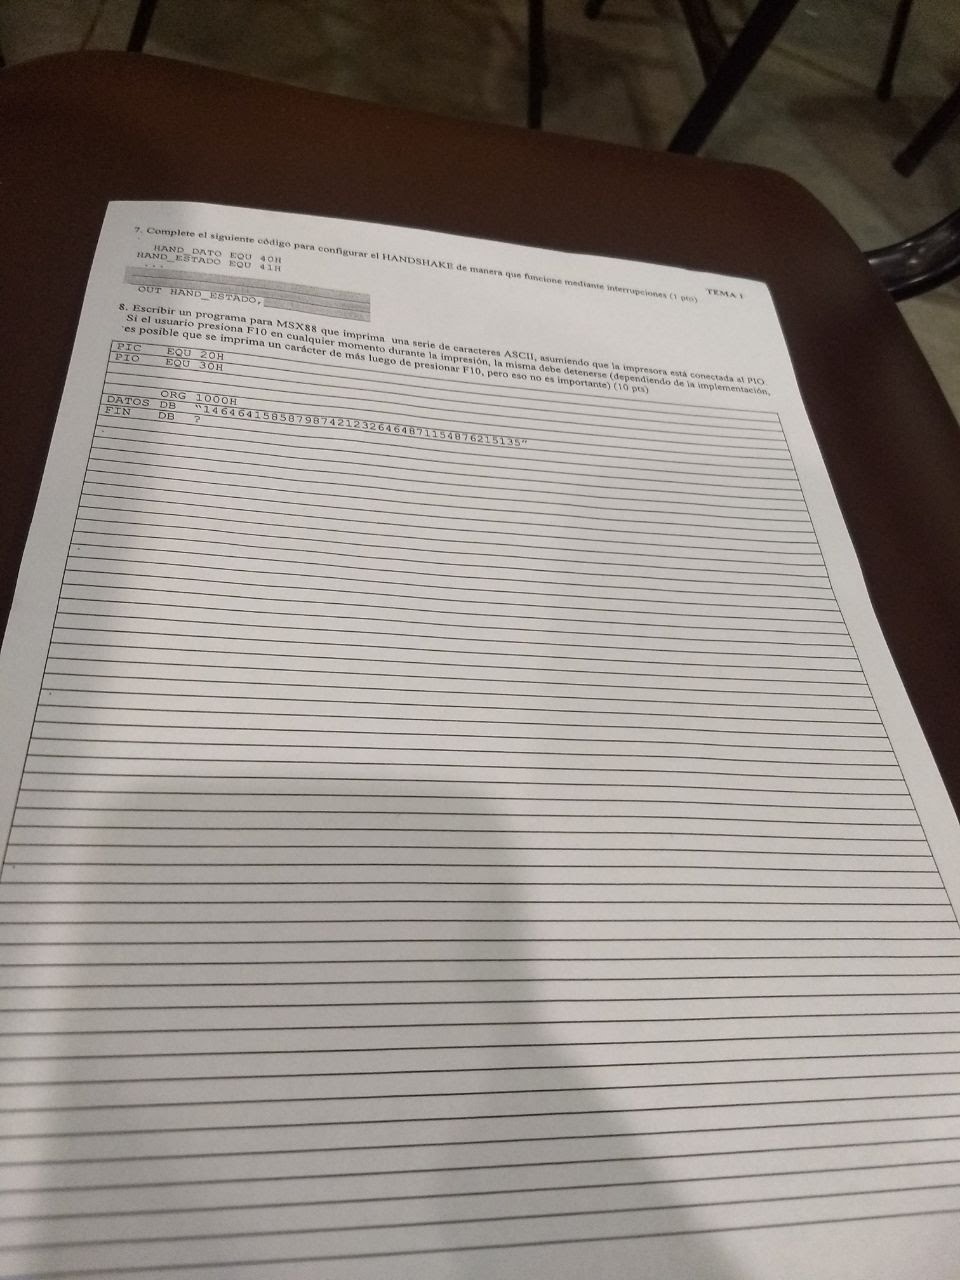 TEMA 1
7. Complete el siguiente código para configurar el HANDSHAKE de manera que funcione mediante interrupciones (1 pto)
HAND_DATO EQU 40H
HAND_ESTADO EQU 41H
...
OUT HAND_ESTADO,
8. Escribir un programa para MSX88 que imprima una serie de caracteres ASCII, asumiendo que la impresora está conectada al PIO.
Si el usuario presiona F10 en cualquier momento durante la impresión, la misma debe detenerse (dependiendo de la implementación,
es posible que se imprima un carácter de más luego de presionar F10, pero eso no es importante) (10 pts)
PIC EQU 20H
PIO EQU 30H
ORG 1000H
DATOS DB "1464641585879874212326464871154876215135"
FIN DB ?